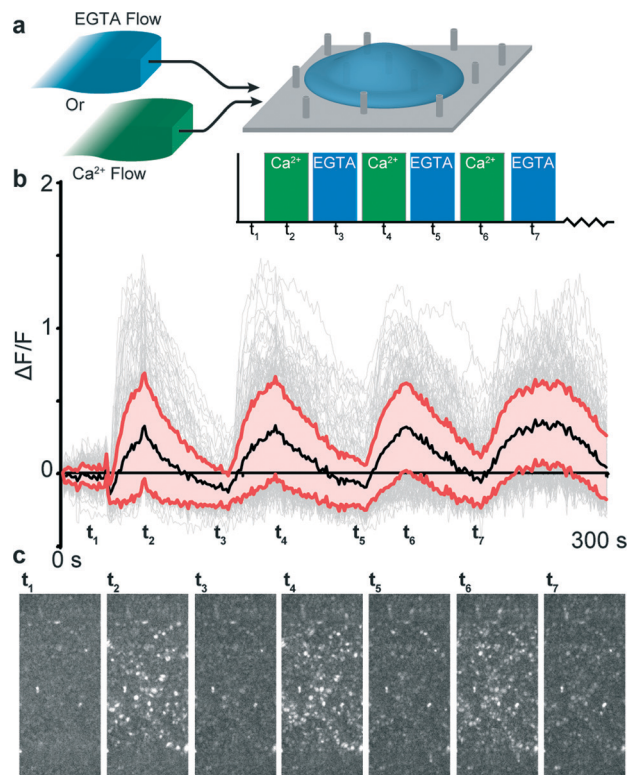 a
EGTA Flow
Or
Ca²⁺ Flow
b
Ca²⁺ EGTA Ca²⁺ EGTA Ca²⁺ EGTA
t₁ t₂ t₃ t₄ t₅ t₆ t₇
2
1
0
ΔF/F
t₁ t₂ t₃ t₄ t₅ t₆ t₇
0 s 300 s
c
t₁ t₂ t₃ t₄ t₅ t₆ t₇